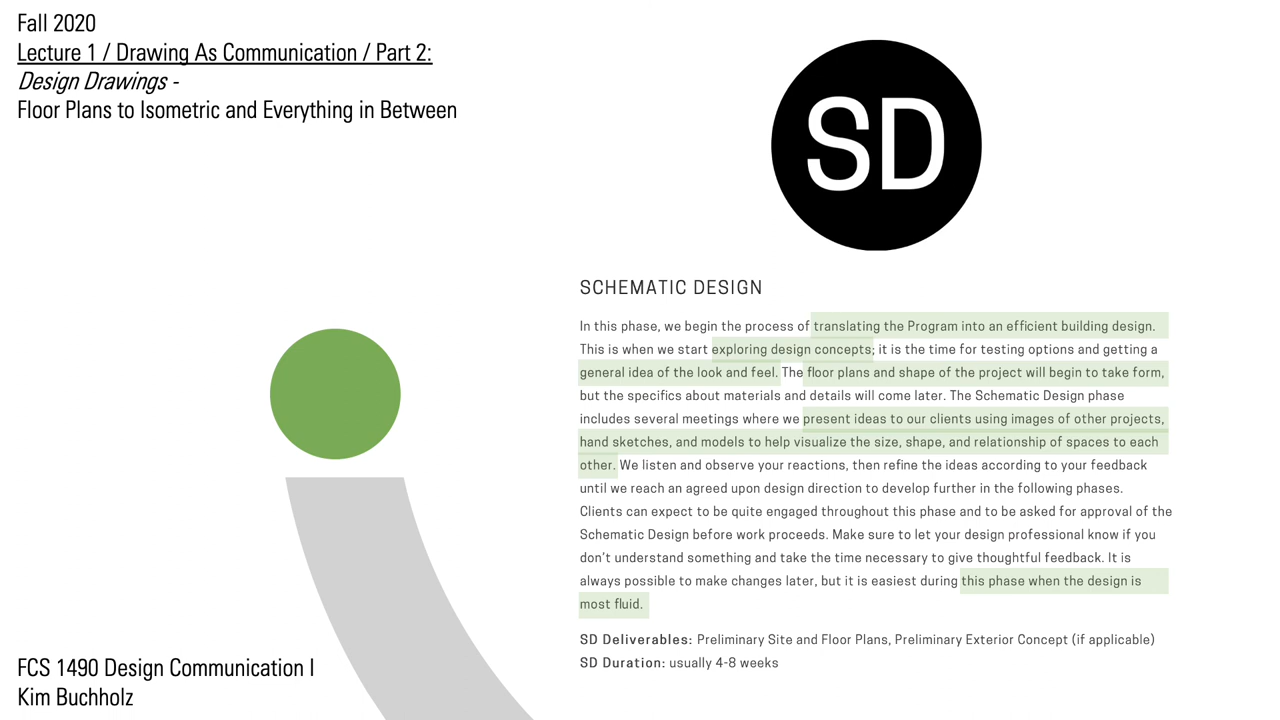 Fall 2020
Lecture 1 / Drawing As Communication / Part 2:
Design Drawings -
Floor Plans to Isometric and Everything in Between
SD
SCHEMATIC DESIGN
In this phase, we begin the process of translating the Program into an efficient building design.
This is when we start exploring design concepts; it is the time for testing options and getting a
general idea of the look and feel. The floor plans and shape of the project will begin to take form,
but the specifics about materials and details will come later. The Schematic Design phase
includes several meetings where we present ideas to our clients using images of other projects,
hand sketches, and models to help visualize the size, shape, and relationship of spaces to each
other. We listen and observe your reactions, then refine the ideas according to your feedback
until we reach an agreed upon design direction to develop further in the following phases.
Clients can expect to be quite engaged throughout this phase and to be asked for approval of the
Schematic Design before work proceeds. Make sure to let your design professional know if you
don't understand something and take the time necessary to give thoughtful feedback. It is
always possible to make changes later, but it is easiest during this phase when the design is
most fluid.
SD Deliverables: Preliminary Site and Floor Plans, Preliminary Exterior Concept (if applicable)
SD Duration: usually 4-8 weeks
FCS 1490 Design Communication I
Kim Buchholz